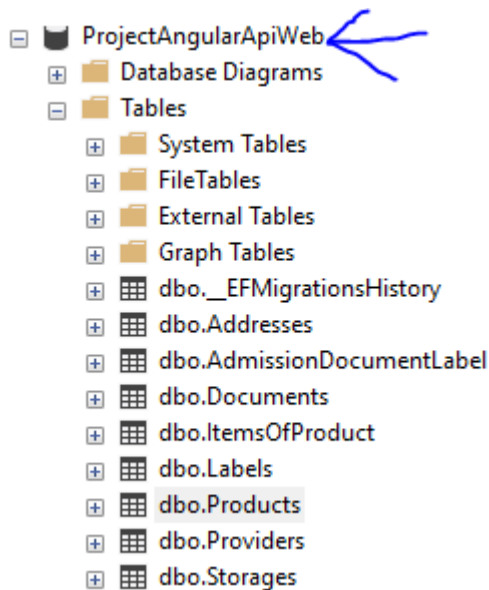 ProjectAngularApiWeb
Database Diagrams
Tables
System Tables
FileTables
External Tables
Graph Tables
dbo.__EFMigrationsHistory
dbo.Addresses
dbo.AdmissionDocumentLabel
dbo.Documents
dbo.ItemsOfProduct
dbo.Labels
dbo.Products
dbo.Providers
dbo.Storages